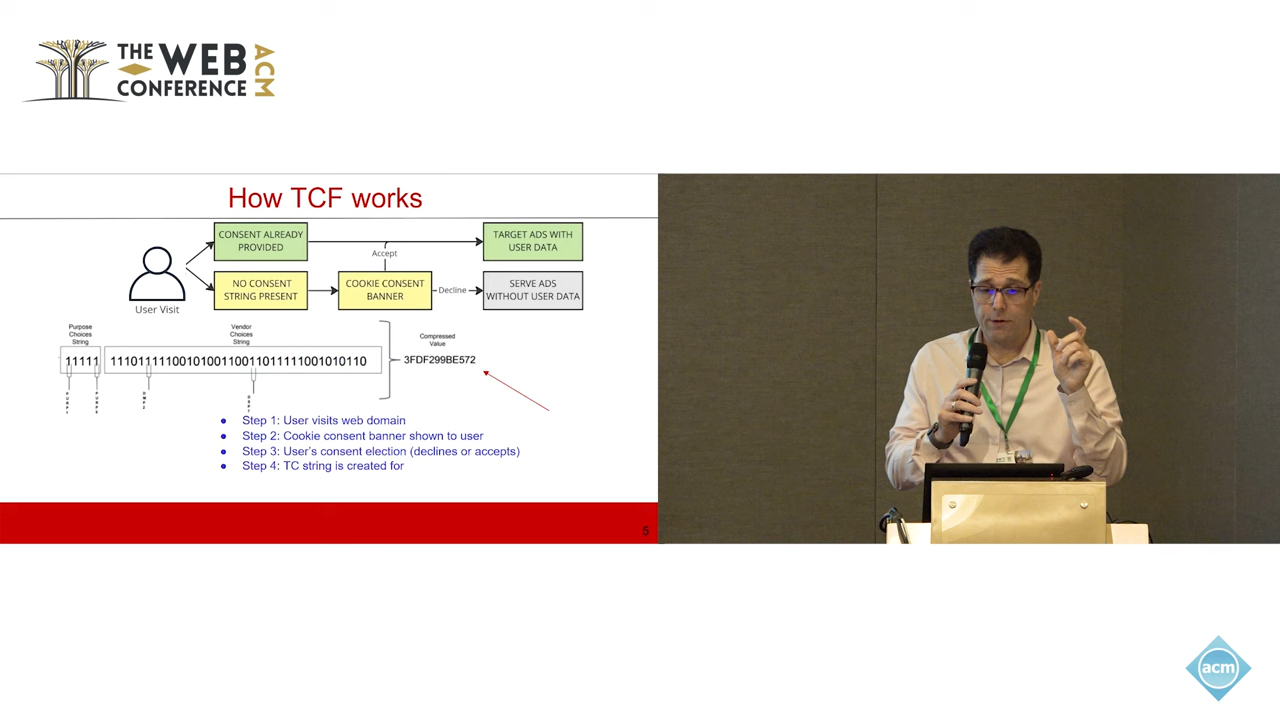 THE WEB
CONFERENCE
ACM
How TCF works
CONSENT ALREADY
PROVIDED
TARGET ADS WITH
USER DATA
Accept
NO CONSENT
STRING PRESENT
COOKIE CONSENT
BANNER
Decline
SERVE ADS
WITHOUT USER DATA
User Visit
Purpose
Choices
String
Vendor
Choices
String
Compressed
Value
11111
11101111100101001100110111110010101​10
3FDF299BE572
Step 1: User visits web domain
Step 2: Cookie consent banner shown to user
Step 3: User's consent election (declines or accepts)
Step 4: TC string is created for
5
acm